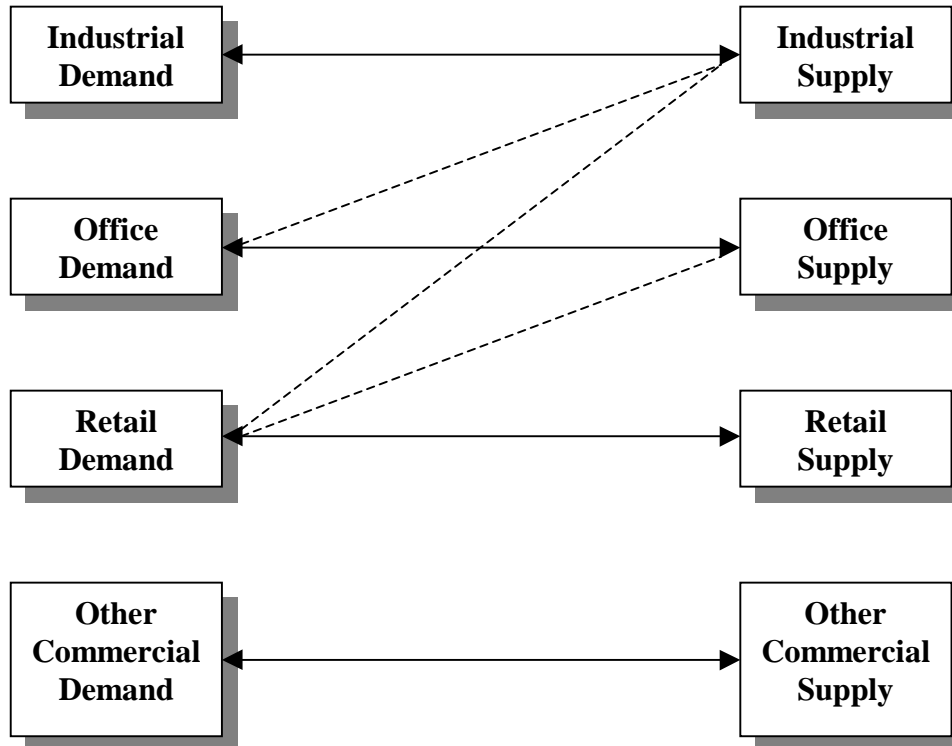 Industrial
Demand
Industrial
Supply
Office
Demand
Office
Supply
Retail
Demand
Retail
Supply
Other
Commercial
Demand
Other
Commercial
Supply